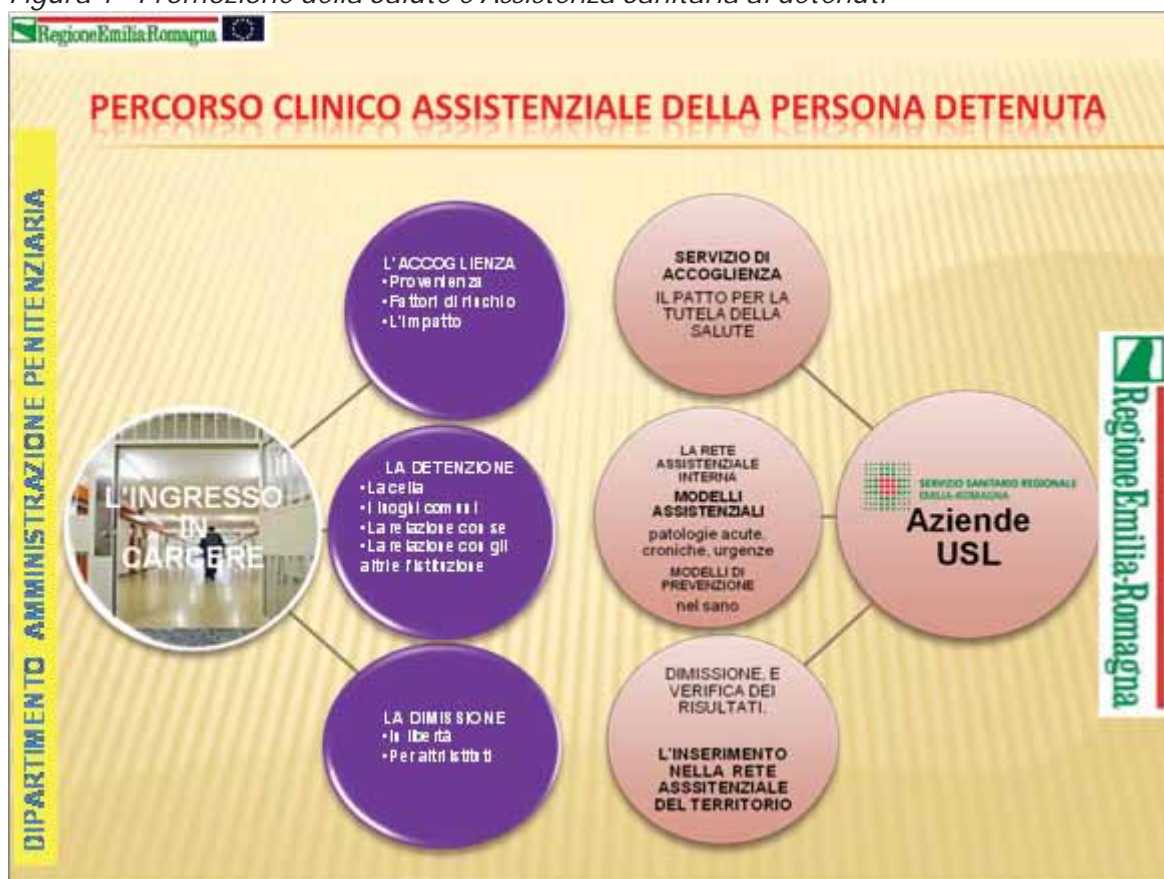 Figura 1 - Promozione della salute e Assistenza sanitaria ai detenuti
RegioneEmiliaRomagna
PERCORSO CLINICO ASSISTENZIALE DELLA PERSONA DETENUTA
DIPARTIMENTO AMMINISTRAZIONE PENITENZIARIA
L'INGRESSO
IN
CARCERE
L'ACCOGLIENZA
•Provenienza
•Fattori di rischio
•L'impatto
LA DETENZIONE
•La cella
•I luoghi comuni
•La relazione con se
•La relazione con gli
altri e l'istituzione
LA DIMISSIONE
•In libertà
•Per altri istituti
SERVIZIO DI
ACCOGLIENZA
IL PATTO PER LA
TUTELA DELLA
SALUTE
LA RETE
ASSISTENZIALE
INTERNA
MODELLI
ASSISTENZIALI
patologie acute,
croniche, urgenze
MODELLI DI
PREVENZIONE
nel sano
DIMISSIONE, E
VERIFICA DEI
RISULTATI.
L'INSERIMENTO
NELLA RETE
ASSSITENZIALE
DEL TERRITORIO
SERVIZIO SANITARIO REGIONALE
EMILIA-ROMAGNA
Aziende
USL
RegioneEmilia-Romagna